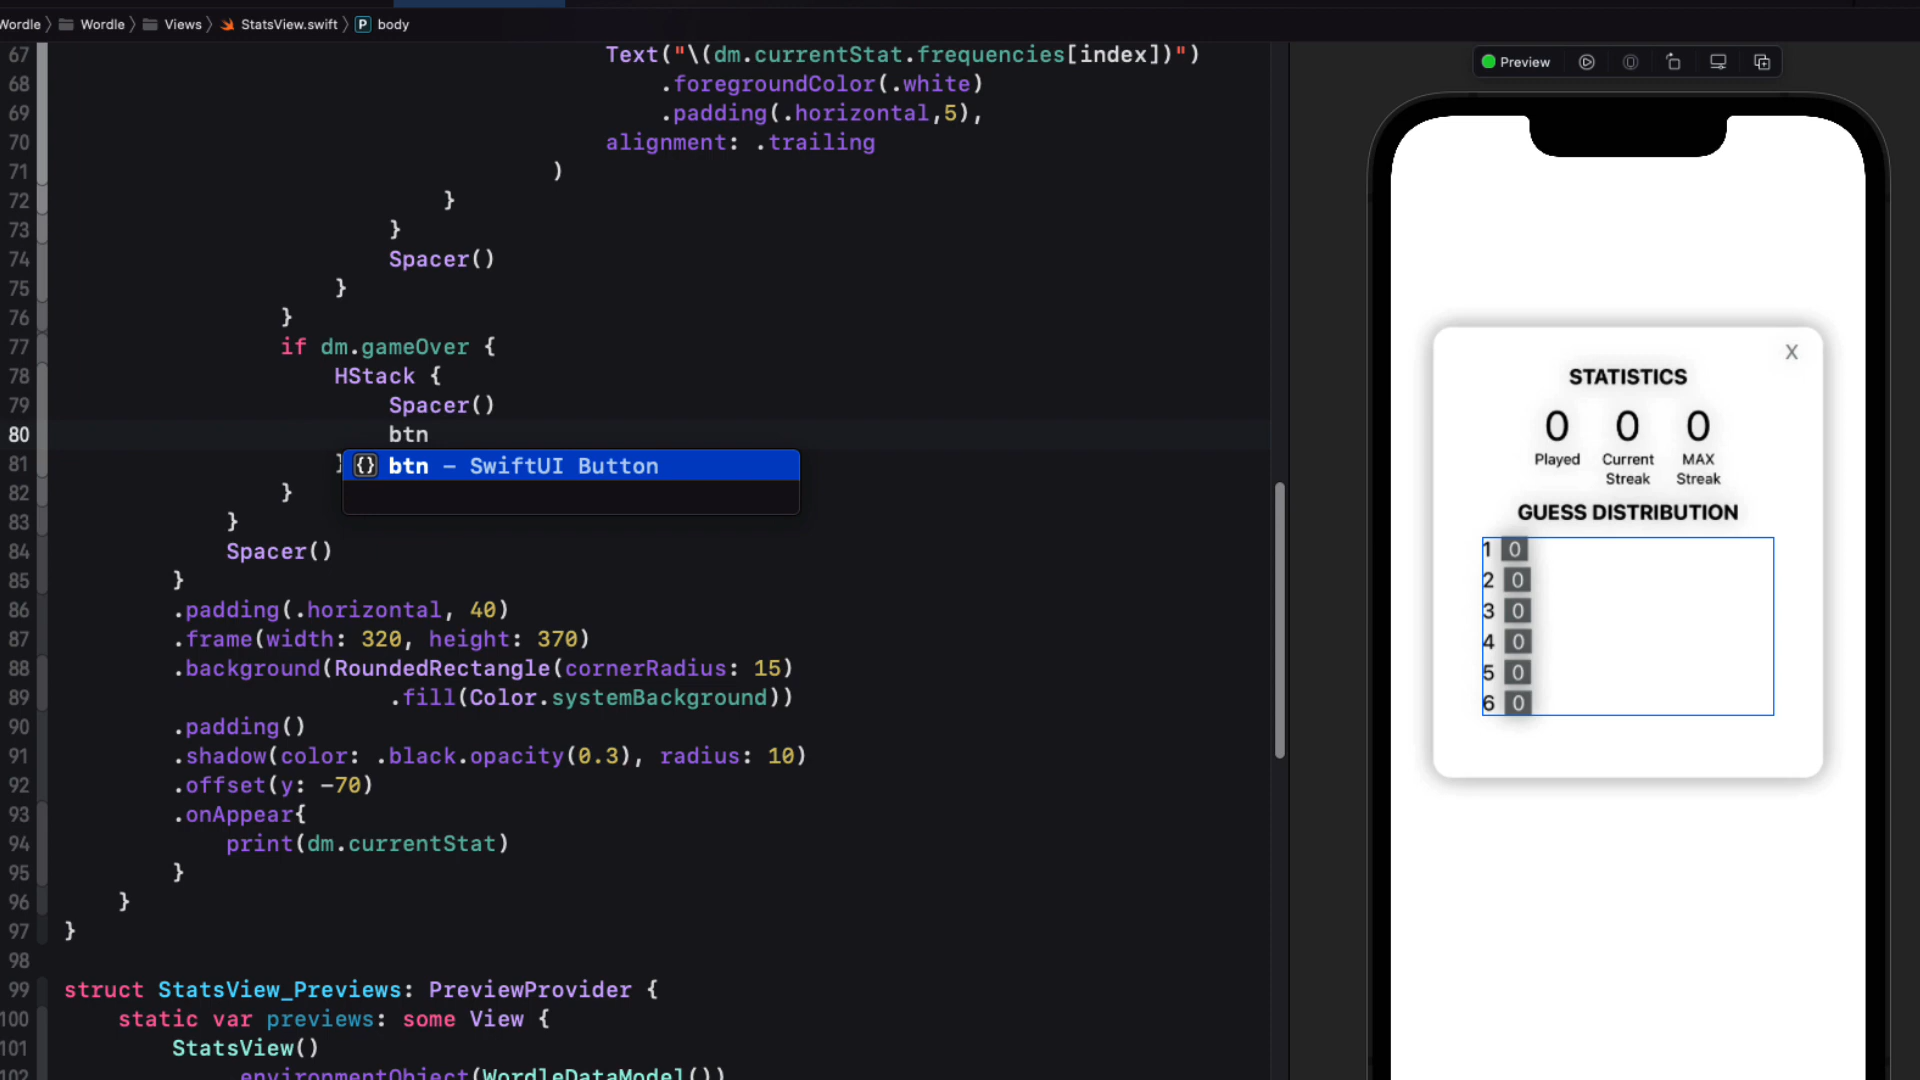 Wordle Wordle Views StatsView.swift P body
67 Text("\(dm.currentStat.frequencies[index])")
68 .foregroundColor(.white)
69 .padding(.horizontal,5),
70 alignment: .trailing
71 )
72 }
73 }
74 Spacer()
75 }
76 }
77 if dm.gameOver {
78 HStack {
79 Spacer()
80 btn
81 }
{} btn – SwiftUI Button
82 }
83 }
84 Spacer()
85 }
86 .padding(.horizontal, 40)
87 .frame(width: 320, height: 370)
88 .background(RoundedRectangle(cornerRadius: 15)
89 .fill(Color.systemBackground))
90 .padding()
91 .shadow(color: .black.opacity(0.3), radius: 10)
92 .offset(y: -70)
93 .onAppear{
94 print(dm.currentStat)
95 }
96 }
97 }
98
99 struct StatsView_Previews: PreviewProvider {
100 static var previews: some View {
101 StatsView()
102 .environmentObject(WordleDataModel())
Preview
X
STATISTICS
0 0 0
Played Current MAX
Streak Streak
GUESS DISTRIBUTION
1 0
2 0
3 0
4 0
5 0
6 0